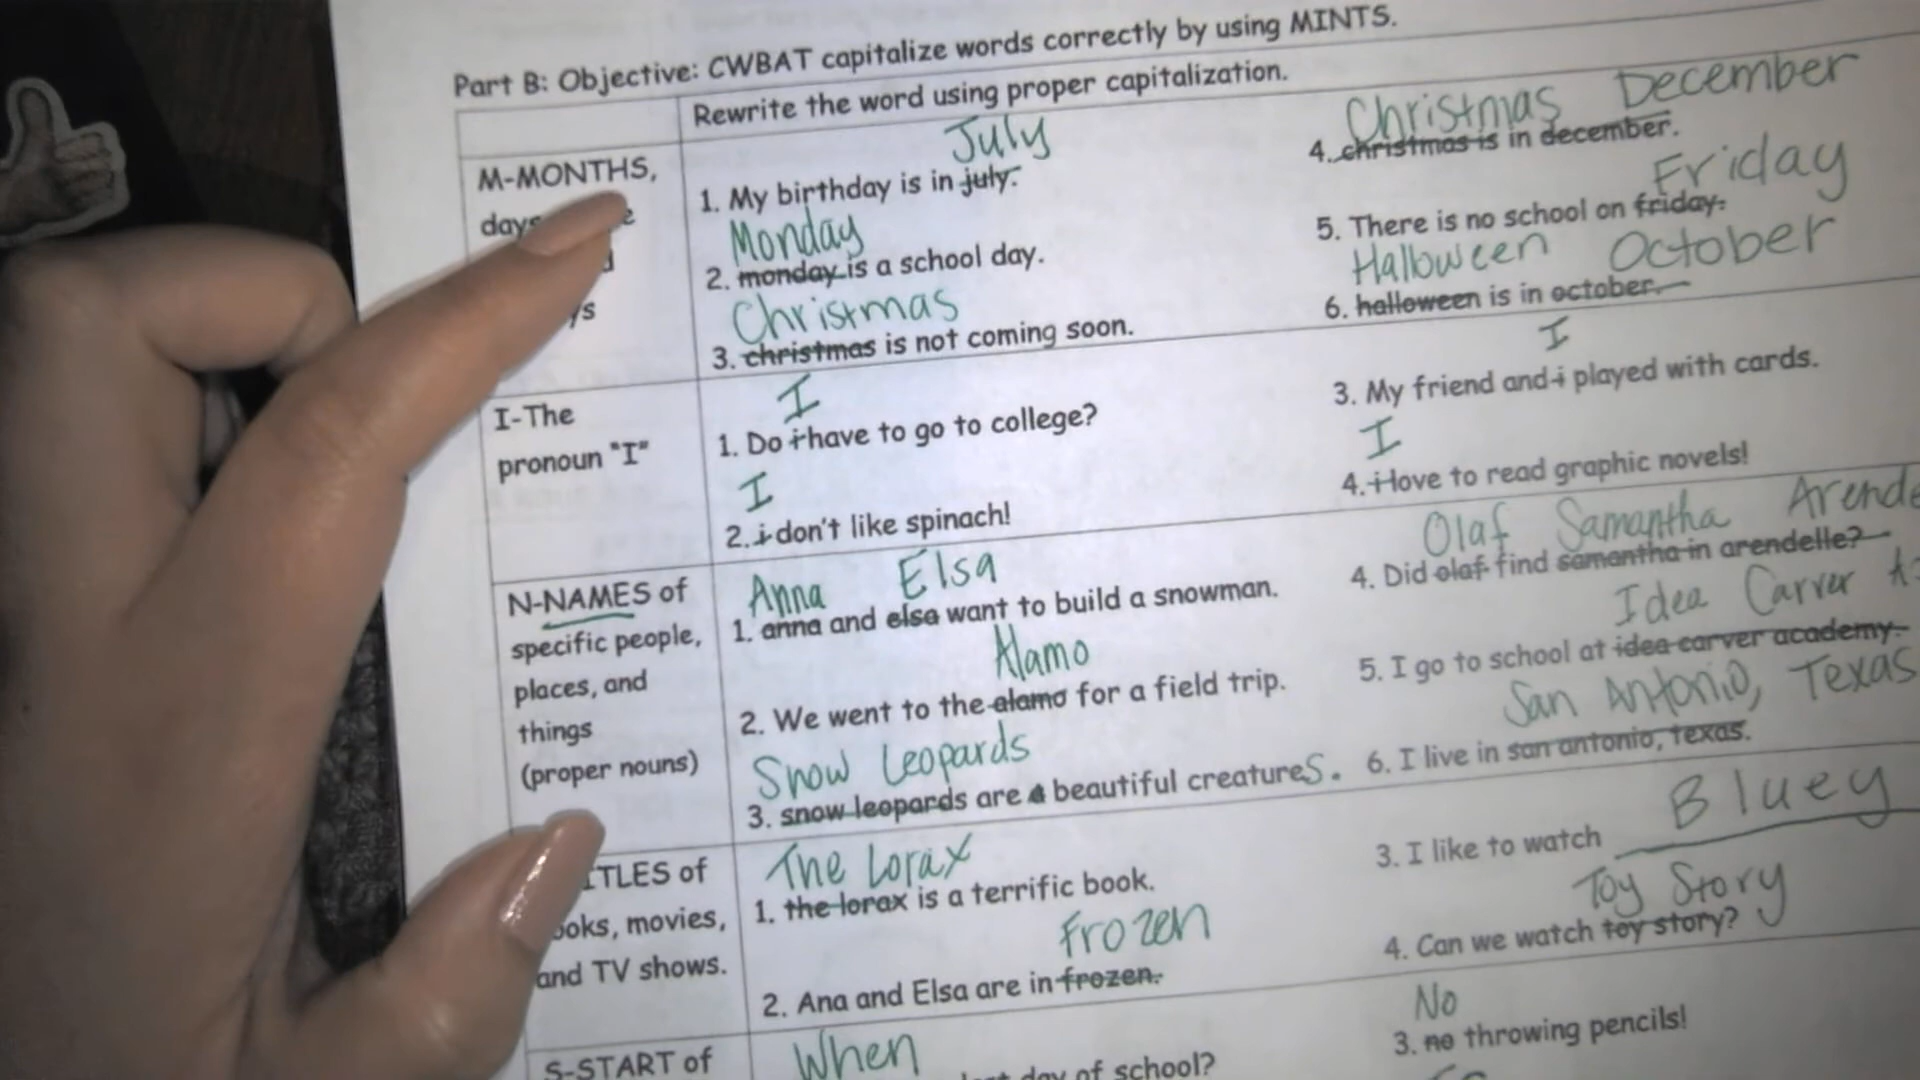 Part B: Objective: CWBAT capitalize words correctly by using MINTS.
Rewrite the word using proper capitalization.
M-MONTHS,
days
July
1. My birthday is in july.
Monday
2. monday is a school day.
Christmas
3. christmas is not coming soon.
Christmas December
4. christmas is in december.
Friday
5. There is no school on friday.
Halloween October
6. halloween is in october.
I-The
pronoun "I"
I
1. Do i have to go to college?
I
2. i don't like spinach!
I
3. My friend and i played with cards.
I
4. i love to read graphic novels!
N-NAMES of
specific people,
places, and
things
(proper nouns)
Anna Elsa
1. anna and elsa want to build a snowman.
Alamo
2. We went to the alamo for a field trip.
Snow Leopards
3. snow leopards are a beautiful creatures.
Olaf Samantha Arende
4. Did olaf find samantha in arendelle?
Idea Carver
5. I go to school at idea carver academy.
San Antonio, Texas
6. I live in san antonio, texas.
ITLES of
ooks, movies,
and TV shows.
The Lorax
1. the lorax is a terrific book.
Frozen
2. Ana and Elsa are in frozen.
Bluey
3. I like to watch
Toy Story
4. Can we watch toy story?
S-START of
When
day of school?
No
3. no throwing pencils!